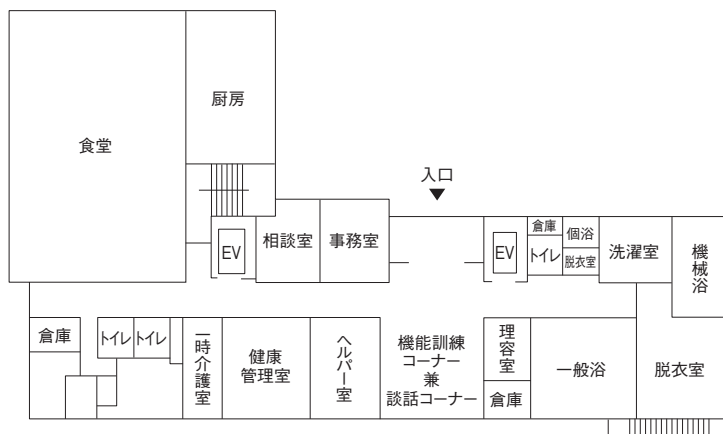 食堂
厨房
入口
EV
相談室
事務室
EV
倉庫
トイレ
個浴
脱衣室
洗濯室
機械浴
倉庫
トイレ
トイレ
一時介護室
健康
管理室
ヘルパー室
機能訓練
コーナー
兼
談話コーナー
理容室
倉庫
一般浴
脱衣室